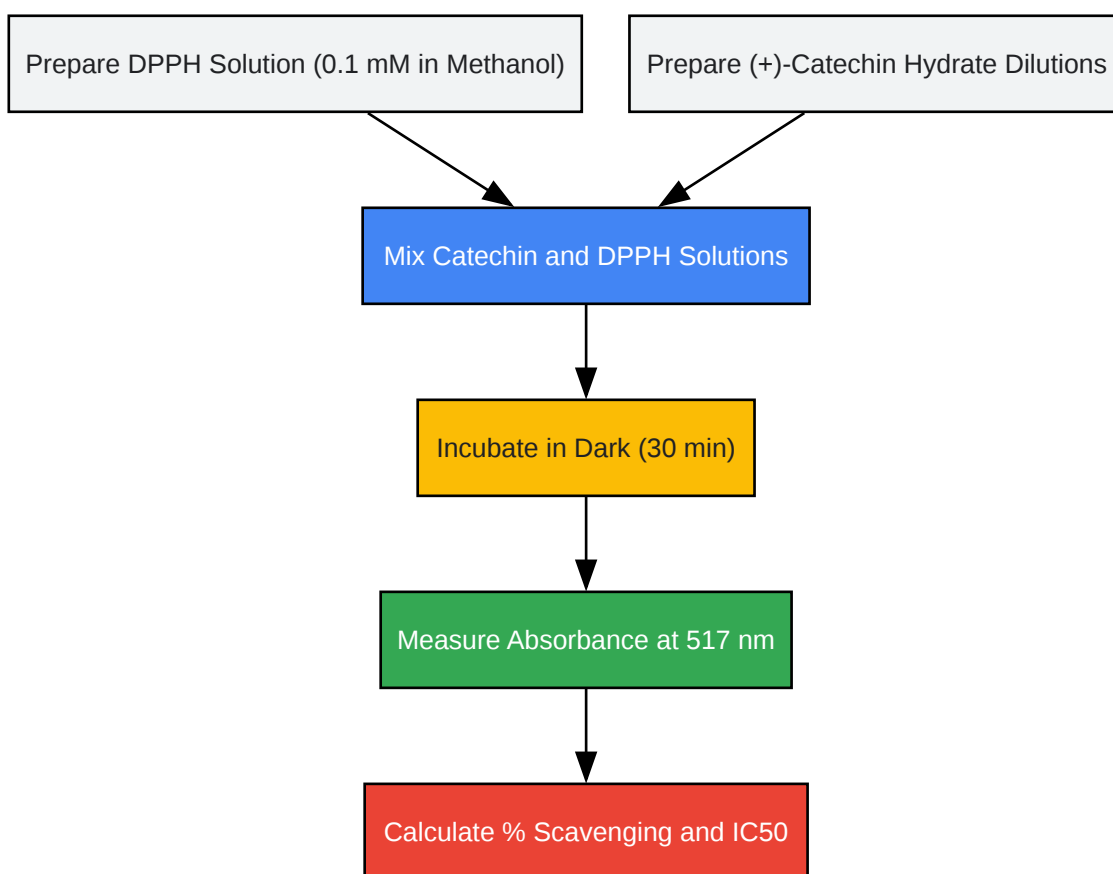 Prepare DPPH Solution (0.1 mM in Methanol)
Prepare (+)-Catechin Hydrate Dilutions
Mix Catechin and DPPH Solutions
Incubate in Dark (30 min)
Measure Absorbance at 517 nm
Calculate % Scavenging and IC50